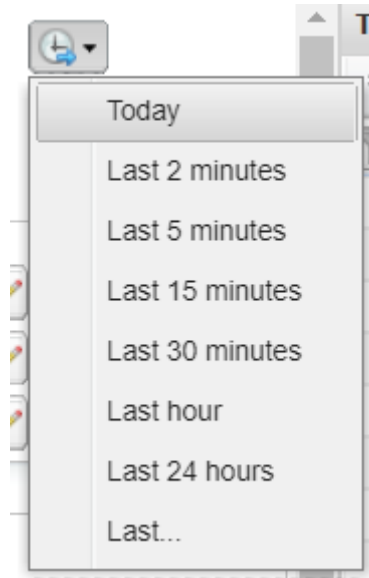 T
Today
Last 2 minutes
Last 5 minutes
Last 15 minutes
Last 30 minutes
Last hour
Last 24 hours
Last...